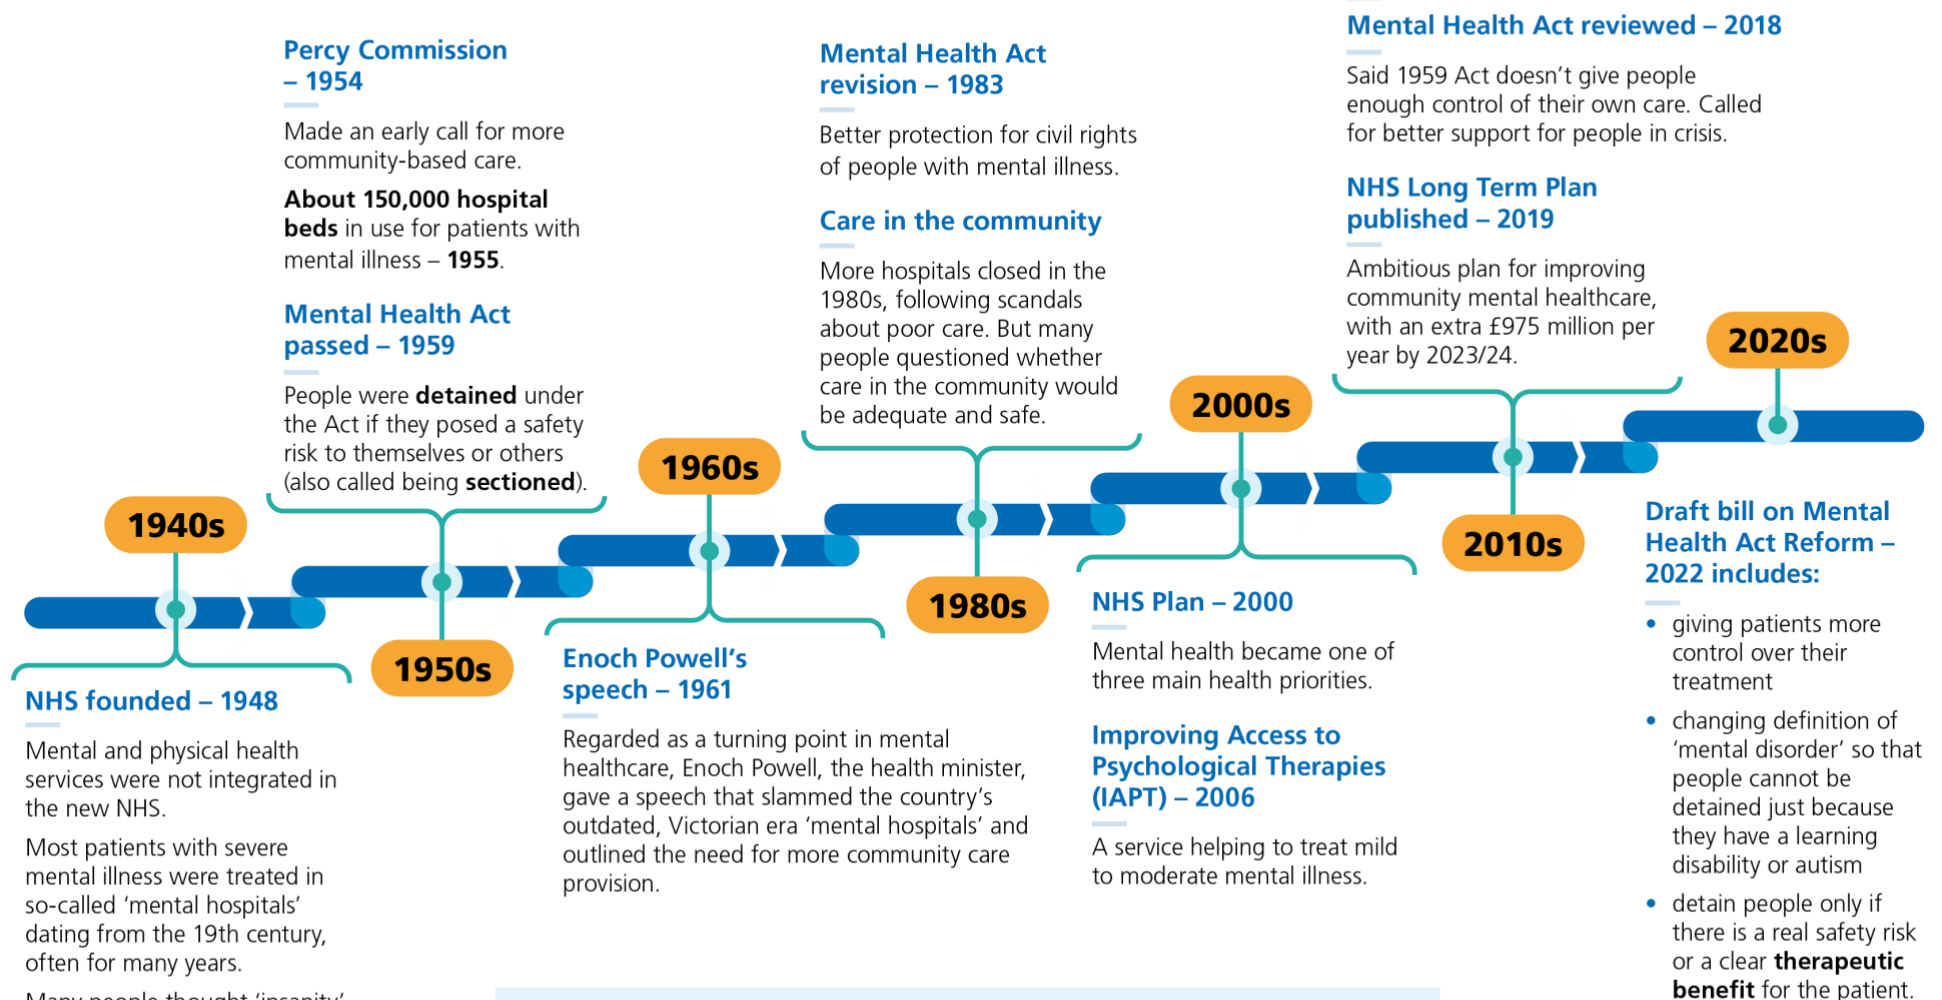 1940s
NHS founded – 1948
Mental and physical health
services were not integrated in
the new NHS.
Most patients with severe
mental illness were treated in
so-called ‘mental hospitals’
dating from the 19th century,
often for many years.
Many people thought ‘insanity’
Percy Commission
– 1954
Made an early call for more
community-based care.
About 150,000 hospital
beds in use for patients with
mental illness – 1955.
Mental Health Act
passed – 1959
People were detained under
the Act if they posed a safety
risk to themselves or others
(also called being sectioned).
1950s
1960s
Enoch Powell’s
speech – 1961
Regarded as a turning point in mental
healthcare, Enoch Powell, the health minister,
gave a speech that slammed the country’s
outdated, Victorian era ‘mental hospitals’ and
outlined the need for more community care
provision.
Mental Health Act
revision – 1983
Better protection for civil rights
of people with mental illness.
Care in the community
More hospitals closed in the
1980s, following scandals
about poor care. But many
people questioned whether
care in the community would
be adequate and safe.
1980s
2000s
NHS Plan – 2000
Mental health became one of
three main health priorities.
Improving Access to
Psychological Therapies
(IAPT) – 2006
A service helping to treat mild
to moderate mental illness.
Mental Health Act reviewed – 2018
Said 1959 Act doesn’t give people
enough control of their own care. Called
for better support for people in crisis.
NHS Long Term Plan
published – 2019
Ambitious plan for improving
community mental healthcare,
with an extra £975 million per
year by 2023/24.
2010s
2020s
Draft bill on Mental
Health Act Reform –
2022 includes:
• giving patients more
control over their
treatment
• changing definition of
‘mental disorder’ so that
people cannot be
detained just because
they have a learning
disability or autism
• detain people only if
there is a real safety risk
or a clear therapeutic
benefit for the patient.